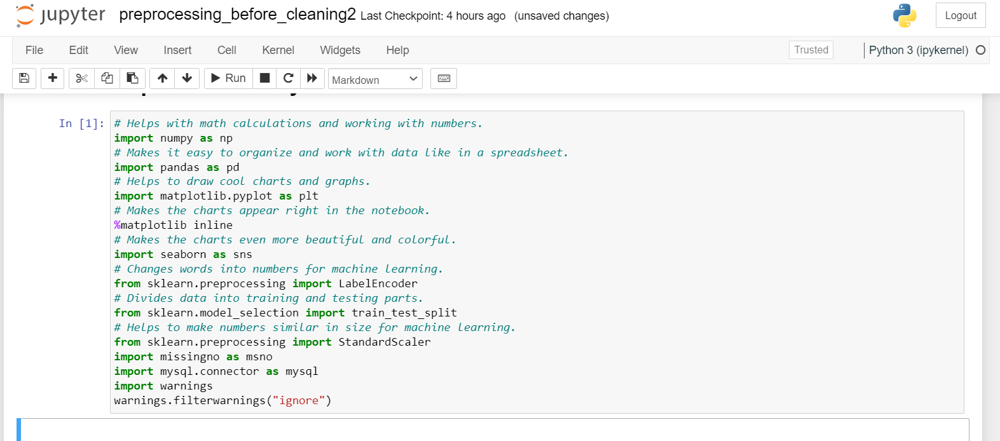 jupyter preprocessing_before_cleaning2 Last Checkpoint: 4 hours ago (unsaved changes) Logout
File Edit View Insert Cell Kernel Widgets Help Trusted Python 3 (ipykernel)
Run Markdown
In [1]: # Helps with math calculations and working with numbers.
import numpy as np
# Makes it easy to organize and work with data like in a spreadsheet.
import pandas as pd
# Helps to draw cool charts and graphs.
import matplotlib.pyplot as plt
# Makes the charts appear right in the notebook.
%matplotlib inline
# Makes the charts even more beautiful and colorful.
import seaborn as sns
# Changes words into numbers for machine learning.
from sklearn.preprocessing import LabelEncoder
# Divides data into training and testing parts.
from sklearn.model_selection import train_test_split
# Helps to make numbers similar in size for machine learning.
from sklearn.preprocessing import StandardScaler
import missingno as msno
import mysql.connector as mysql
import warnings
warnings.filterwarnings("ignore")